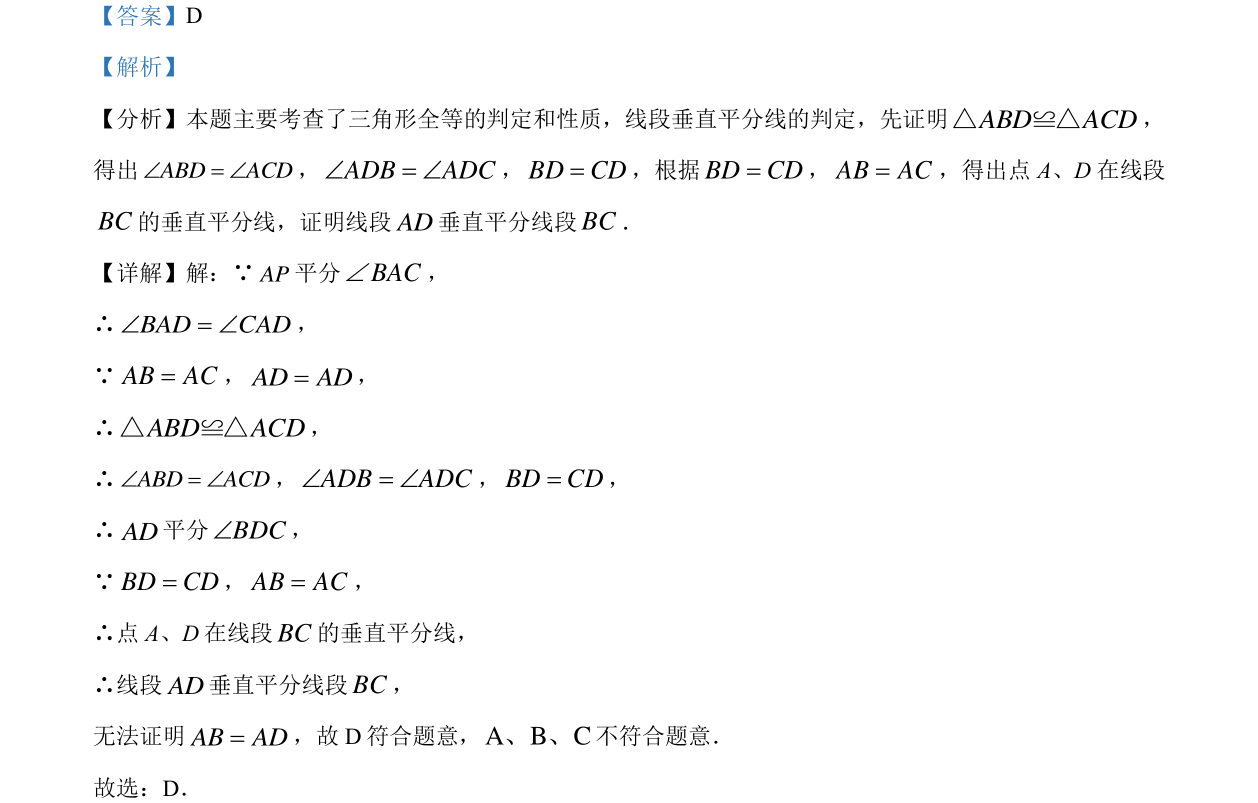 【答案】D
【解析】
【分析】本题主要考查了三角形全等的判定和性质，线段垂直平分线的判定，先证明△ABD≌△ACD，
得出∠ABD=∠ACD，∠ADB=∠ADC，BD=CD，根据BD=CD，AB=AC，得出点A、D在线段
BC的垂直平分线，证明线段AD垂直平分线段BC．
【详解】解：∵AP平分∠BAC，
∴∠BAD=∠CAD，
∵AB=AC，AD=AD，
∴△ABD≌△ACD，
∴∠ABD=∠ACD，∠ADB=∠ADC，BD=CD，
∴AD平分∠BDC，
∵BD=CD，AB=AC，
∴点A、D在线段BC的垂直平分线，
∴线段AD垂直平分线段BC，
无法证明AB=AD，故D符合题意，A、B、C不符合题意．
故选：D．